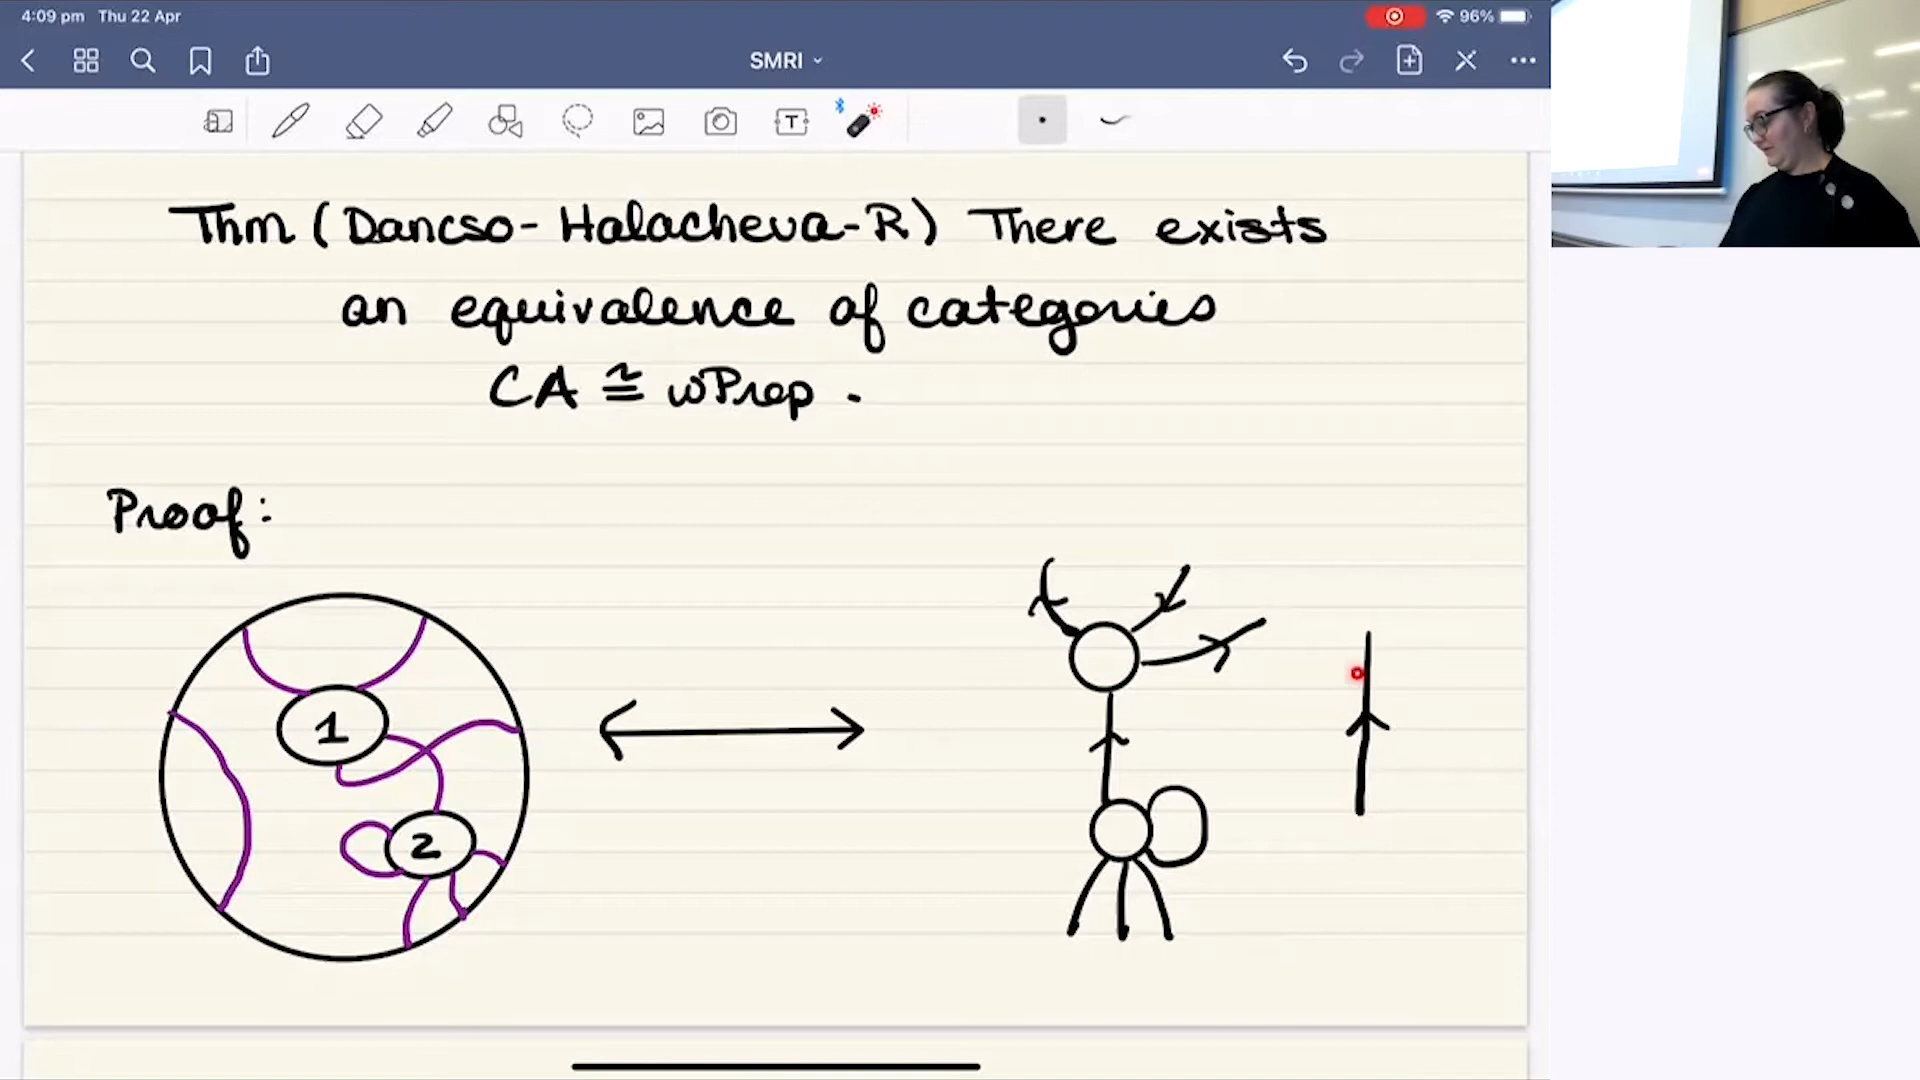 4:09 pm Thu 22 Apr
96%
SMRI
T
Thm (Dancso-Halacheva-R) There exists
an equivalence of categories
CA ≅ wProp.
Proof:
1
2